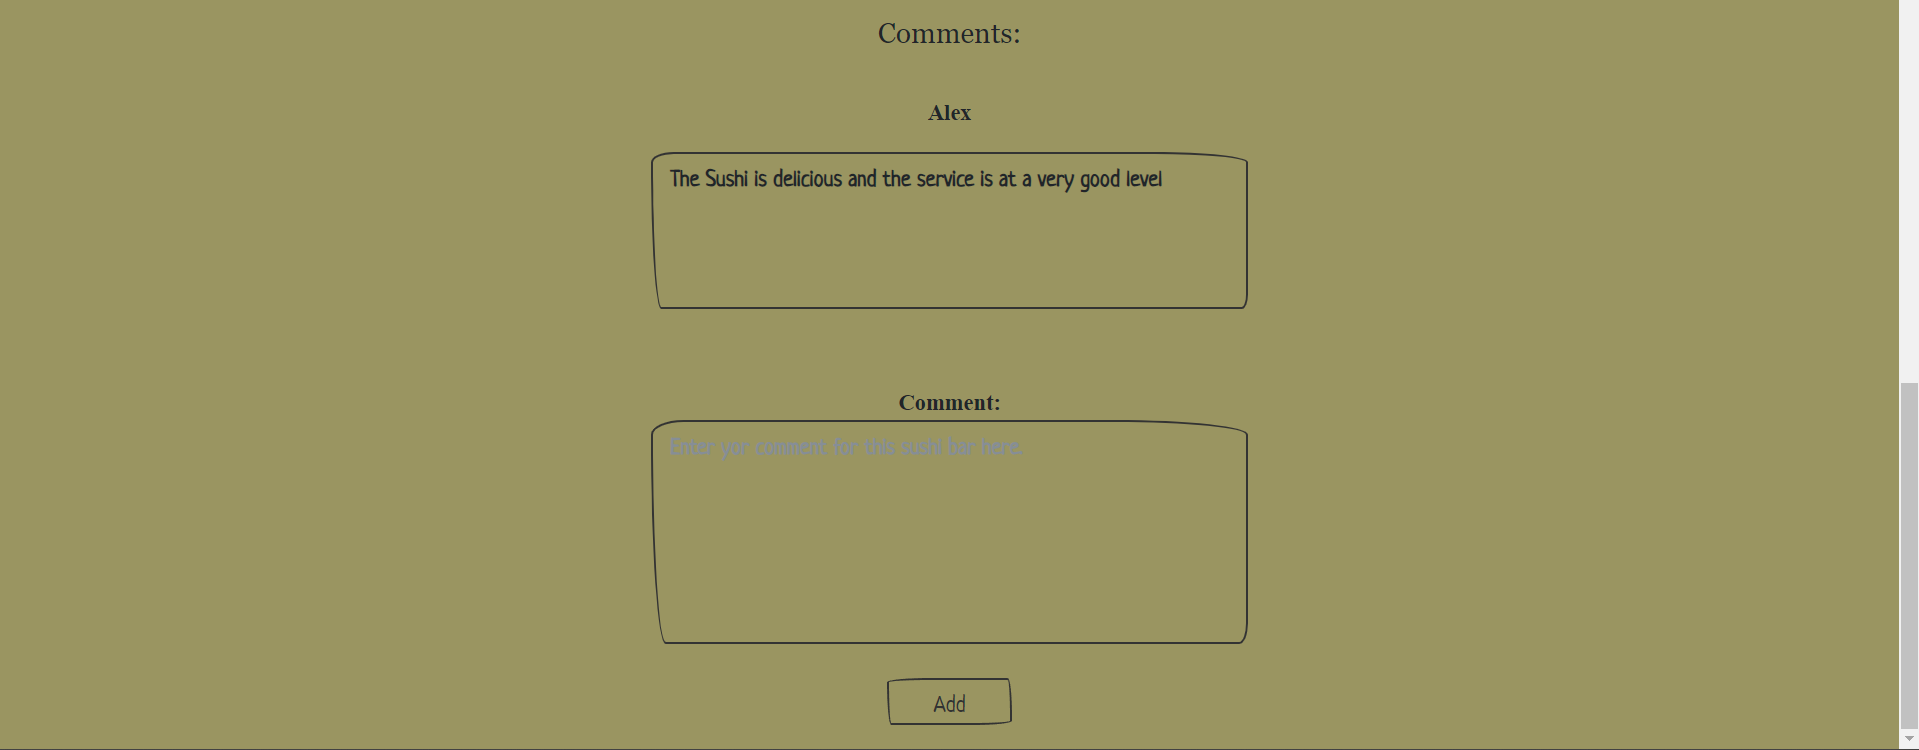 Comments:
Alex
The Sushi is delicious and the service is at a very good level
Comment:
Enter yor comment for this sushi bar here.
Add